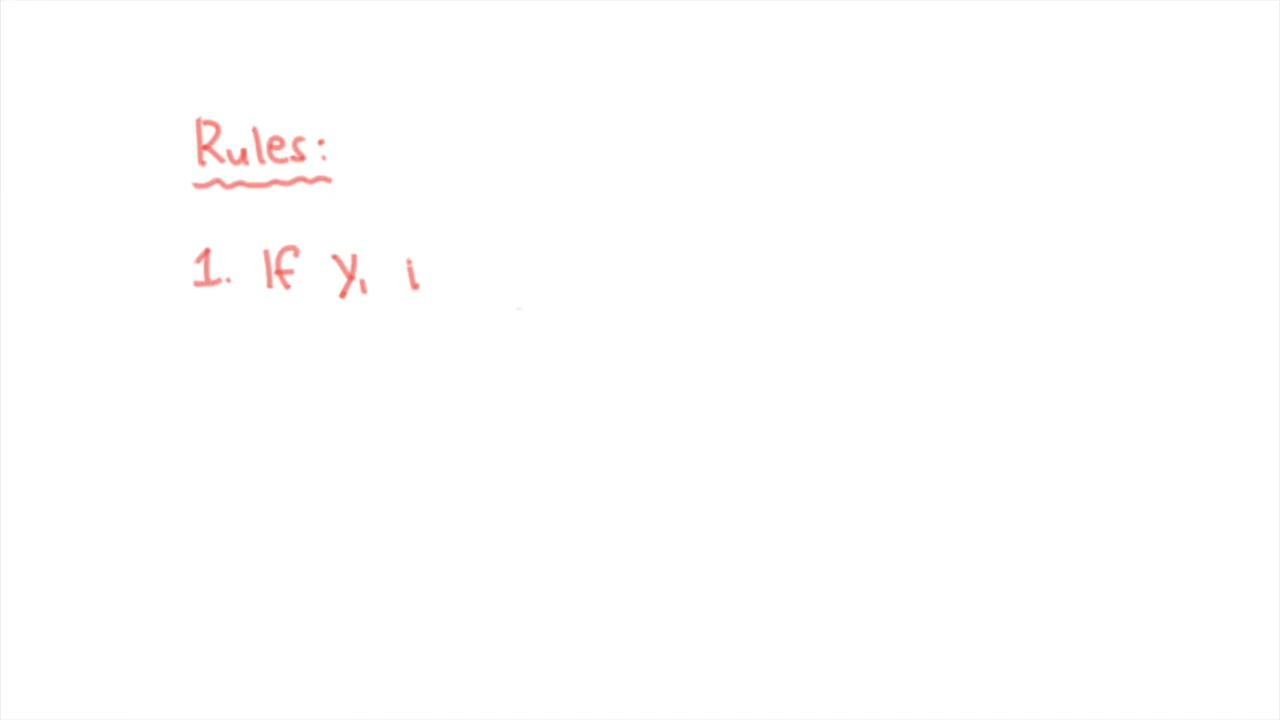 Rules:
1. If y₁ i